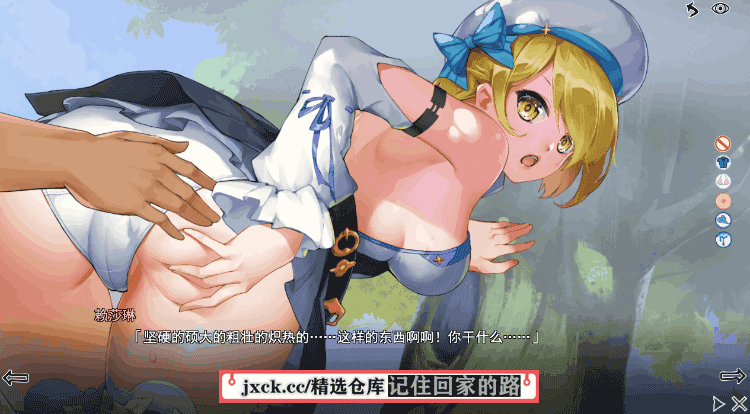 赖莎琳
「坚硬的硕大的粗壮的炽热的……这样的东西啊啊！你干什么……」
jxck.cc/精选仓库 记住回家的路